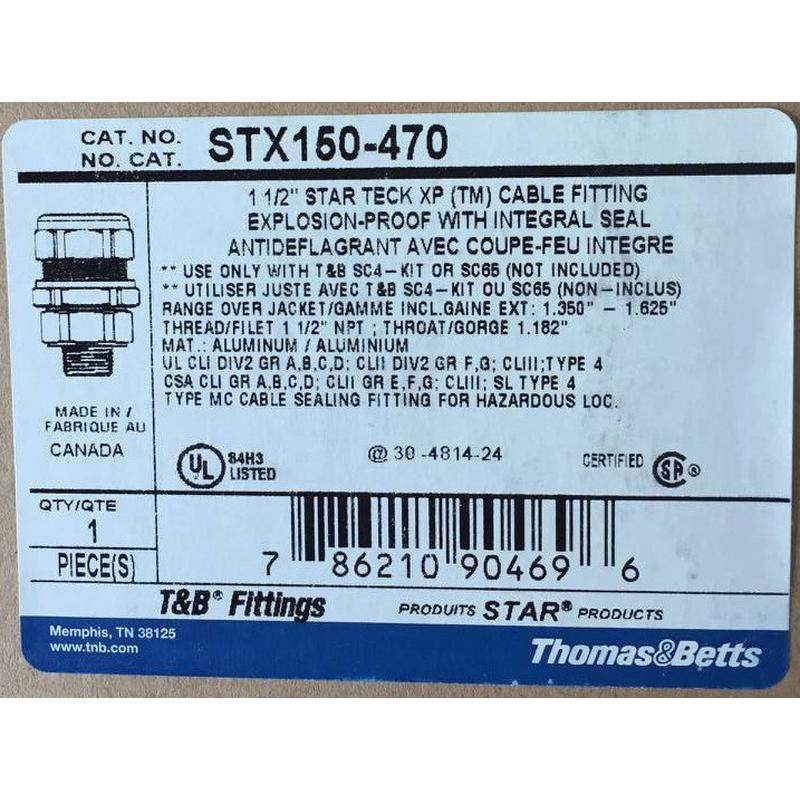 CAT. NO.
NO. CAT.
STX150-470
1 1/2" STAR TECK XP (TM) CABLE FITTING
EXPLOSION-PROOF WITH INTEGRAL SEAL
ANTIDEFLAGRANT AVEC COUPE-FEU INTEGRE
** USE ONLY WITH T&B SC4-KIT OR SC65 (NOT INCLUDED)
** UTILISER JUSTE AVEC T&B SC4-KIT OU SC65 (NON-INCLUS)
RANGE OVER JACKET/GAMME INCL.GAINE EXT: 1.350" - 1.625"
THREAD/FILET 1 1/2" NPT ; THROAT/GORGE 1.182"
MAT.: ALUMINUM / ALUMINIUM
UL CLI DIV2 GR A,B,C,D; CLII DIV2 GR F,G; CLIII;TYPE 4
CSA CLI GR A,B,C,D; CLII GR E,F,G; CLIII; SL TYPE 4
TYPE MC CABLE SEALING FITTING FOR HAZARDOUS LOC.
MADE IN /
FABRIQUE AU
CANADA
UL 84H3
LISTED
@ 30-4814-24
CERTIFIED SA ®
QTY/QTE
1
PIECE(S)
7 86210 90469 6
T&B® Fittings
PRODUITS STAR® PRODUCTS
Memphis, TN 38125
www.tnb.com
Thomas&Betts